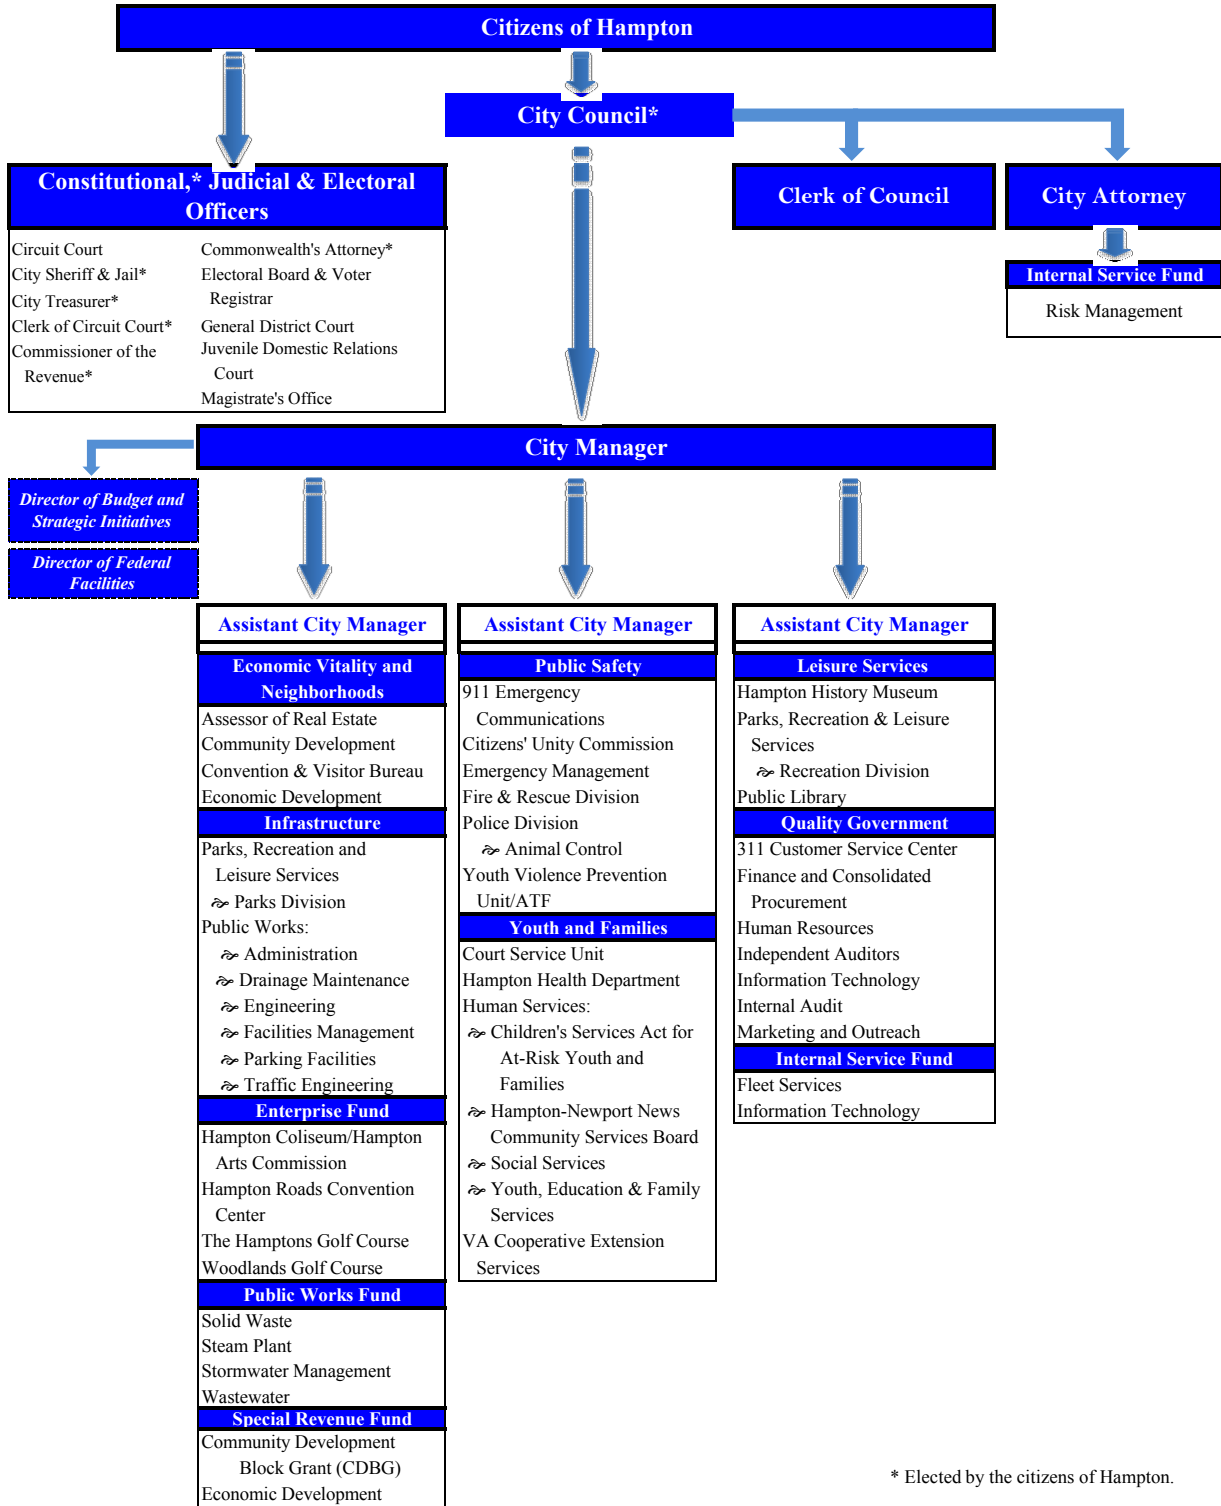 Citizens of Hampton
City Council*
Constitutional,* Judicial & Electoral
Officers
Circuit Court
City Sheriff & Jail*
City Treasurer*
Clerk of Circuit Court*
Commissioner of the
Revenue*
Commonwealth's Attorney*
Electoral Board & Voter
Registrar
General District Court
Juvenile Domestic Relations
Court
Magistrate's Office
Clerk of Council
City Attorney
Internal Service Fund
Risk Management
City Manager
Director of Budget and
Strategic Initiatives
Director of Federal
Facilities
Assistant City Manager
Economic Vitality and
Neighborhoods
Assessor of Real Estate
Community Development
Convention & Visitor Bureau
Economic Development
Infrastructure
Parks, Recreation and
Leisure Services
Parks Division
Public Works:
Administration
Drainage Maintenance
Engineering
Facilities Management
Parking Facilities
Traffic Engineering
Enterprise Fund
Hampton Coliseum/Hampton
Arts Commission
Hampton Roads Convention
Center
The Hamptons Golf Course
Woodlands Golf Course
Public Works Fund
Solid Waste
Steam Plant
Stormwater Management
Wastewater
Special Revenue Fund
Community Development
Block Grant (CDBG)
Economic Development
Assistant City Manager
Public Safety
911 Emergency
Communications
Citizens' Unity Commission
Emergency Management
Fire & Rescue Division
Police Division
Animal Control
Youth Violence Prevention
Unit/ATF
Youth and Families
Court Service Unit
Hampton Health Department
Human Services:
Children's Services Act for
At-Risk Youth and
Families
Hampton-Newport News
Community Services Board
Social Services
Youth, Education & Family
Services
VA Cooperative Extension
Services
Assistant City Manager
Leisure Services
Hampton History Museum
Parks, Recreation & Leisure
Services
Recreation Division
Public Library
Quality Government
311 Customer Service Center
Finance and Consolidated
Procurement
Human Resources
Independent Auditors
Information Technology
Internal Audit
Marketing and Outreach
Internal Service Fund
Fleet Services
Information Technology
* Elected by the citizens of Hampton.